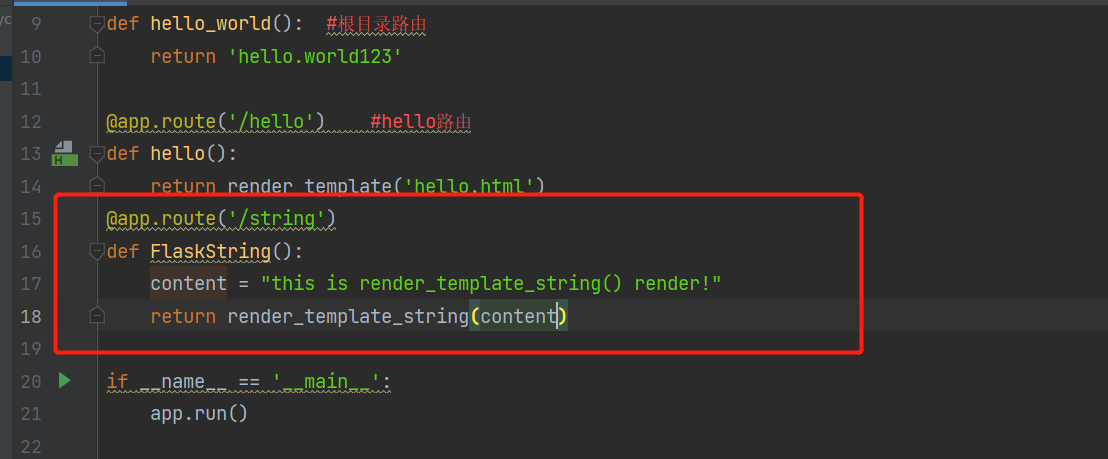 yc
9 def hello_world():  #根目录路由
10     return 'hello.world123'
11
12 @app.route('/hello')    #hello路由
H
13 def hello():
14     return render_template('hello.html')
15 @app.route('/string')
16 def FlaskString():
17     content = "this is render_template_string() render!"
18     return render_template_string(content)
19
20 if __name__ == '__main__':
21     app.run()
22